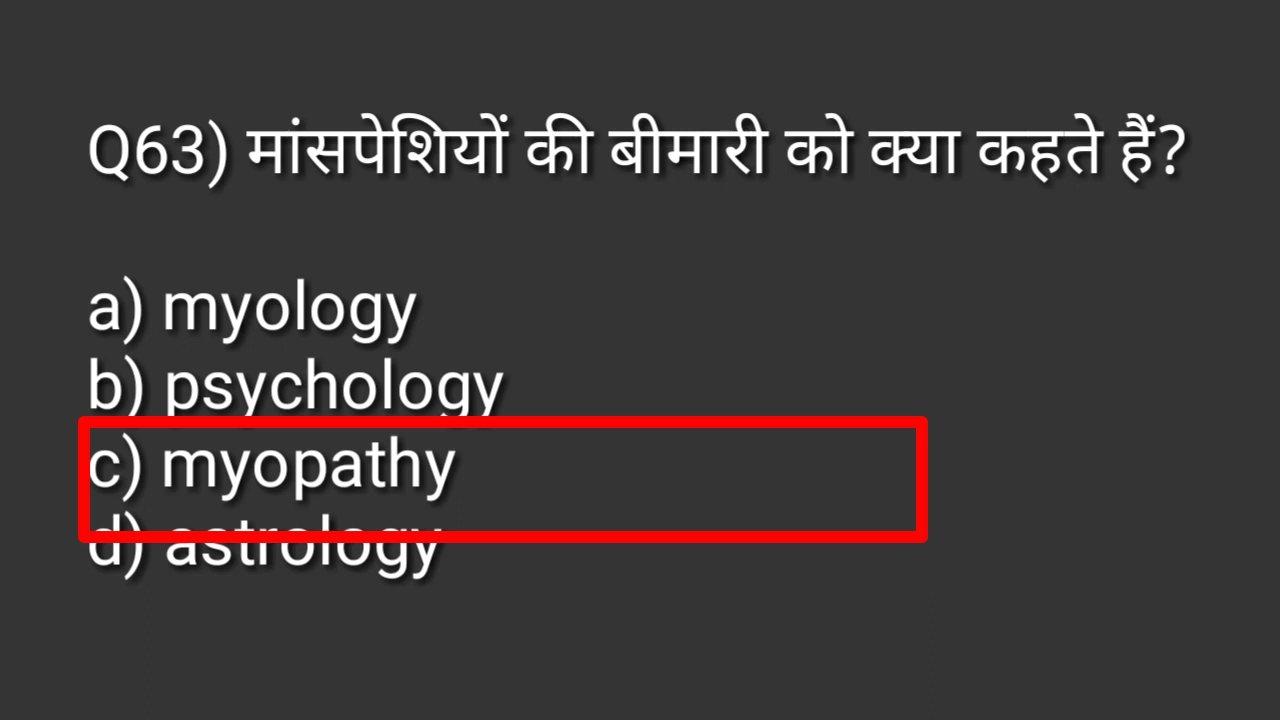 Q63) मांसपेशियों की बीमारी को क्या कहते हैं?
a) myology
b) psychology
c) myopathy
d) astrology